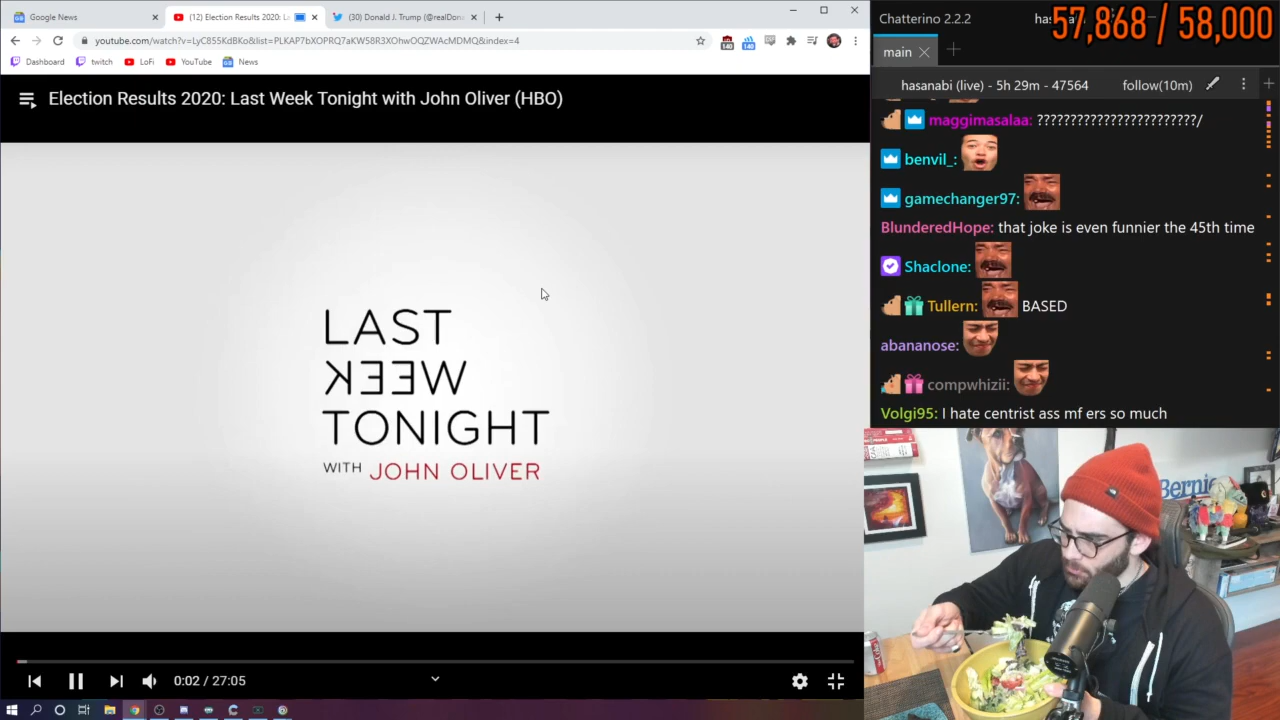 Google News
(12) Election Results 2020: La
(30) Donald J. Trump (@realDona
youtube.com/watch?v=LyC855KdBKo&list=PLKAP7bXOPRQ7aKW58R3XOhwOQZWAcMDMQ&index=4
140
140
Dashboard
twitch
LoFi
YouTube
News
Election Results 2020: Last Week Tonight with John Oliver (HBO)
LAST
WEEK
TONIGHT
WITH JOHN OLIVER
0:02 / 27:05
Chatterino 2.2.2
57,868 / 58,000
main
hasanabi (live) - 5h 29m - 47564
follow(10m)
maggimasalaa: ????????????????????????/
benvil_:
gamechanger97:
BlunderedHope: that joke is even funnier the 45th time
Shaclone:
Tullern: BASED
abananose:
compwhizii:
Volgi95: I hate centrist ass mf ers so much
Bernie